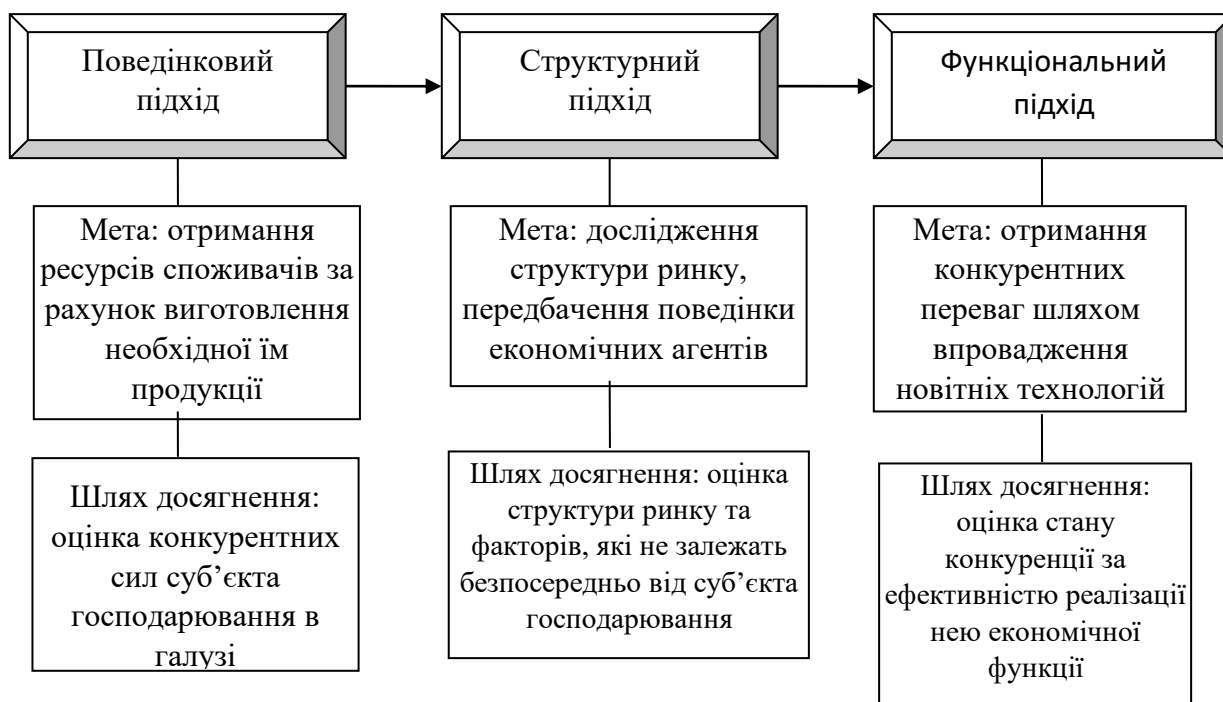 Поведінковий
підхід
Структурний
підхід
Функціональний
підхід
Мета: отримання
ресурсів споживачів за
рахунок виготовлення
необхідної їм
продукції
Мета: дослідження
структури ринку,
передбачення поведінки
економічних агентів
Мета: отримання
конкурентних
переваг шляхом
впровадження
новітніх технологій
Шлях досягнення:
оцінка конкурентних
сил суб’єкта
господарювання в
галузі
Шлях досягнення: оцінка
структури ринку та
факторів, які не залежать
безпосередньо від суб’єкта
господарювання
Шлях досягнення:
оцінка стану
конкуренції за
ефективністю реалізації
нею економічної
функції